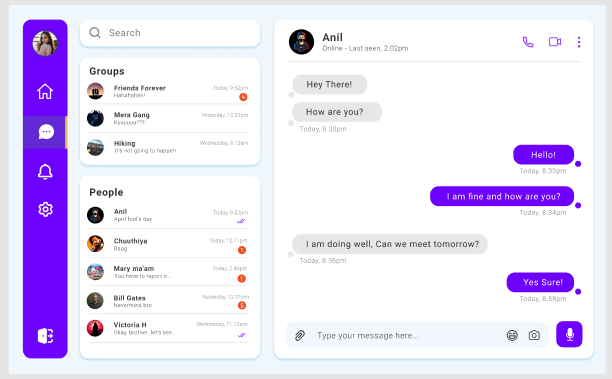 Search
Groups
Friends Forever
Today, 9.52pm
Hahahahah!
4
Mera Gang
Yesterday, 12.31pm
Kyuuuuu???
Hiking
Wednesday, 9.12am
It's not going to happen
People
Anil
Today, 9.52pm
April fool's day
Chuuthiya
Today, 12.11pm
Baag
1
Mary ma'am
Today, 2.40pm
You have to report it...
1
Bill Gates
Yesterday, 12.31pm
Nevermind bro
5
Victoria H
Wednesday, 11.12am
Okay, brother. let's see...
Anil
Online - Last seen, 2.02pm
Hey There!
How are you?
Today, 8.30pm
Hello!
Today, 8.33pm
I am fine and how are you?
Today, 8.34pm
I am doing well, Can we meet tomorrow?
Today, 8.36pm
Yes Sure!
Today, 8.58pm
Type your message here...